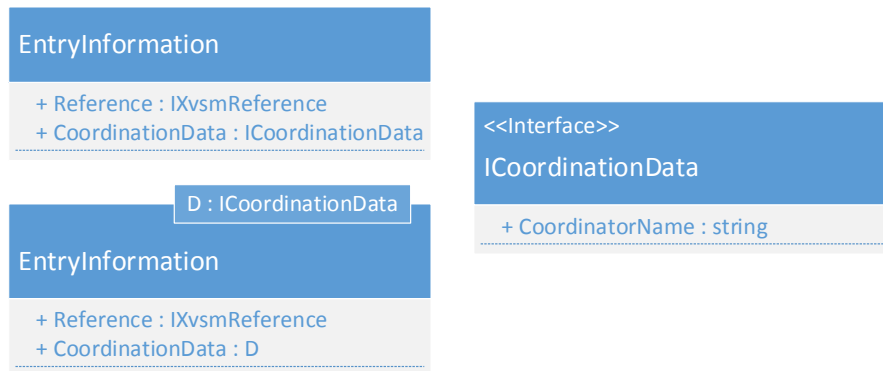 EntryInformation
+ Reference : IXvsmReference
+ CoordinationData : ICoordinationData
D : ICoordinationData
EntryInformation
+ Reference : IXvsmReference
+ CoordinationData : D
<<Interface>>
ICoordinationData
+ CoordinatorName : string